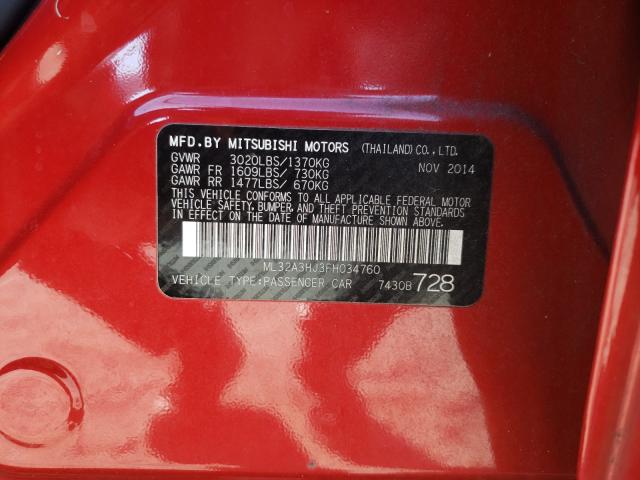 MFD.BY MITSUBISHI MOTORS (THAILAND) CO., LTD.
GVWR 3020LBS/1370KG NOV 2014
GAWR FR 1609LBS/ 730KG
GAWR RR 1477LBS/ 670KG
THIS VEHICLE CONFORMS TO ALL APPLICABLE FEDERAL MOTOR
VEHICLE SAFETY, BUMPER, AND THEFT PREVENTION STANDARDS
IN EFFECT ON THE DATE OF MANUFACTURE SHOWN ABOVE.
ML32A3HJ3FH034760
VEHICLE TYPE:PASSENGER CAR 7430B 728